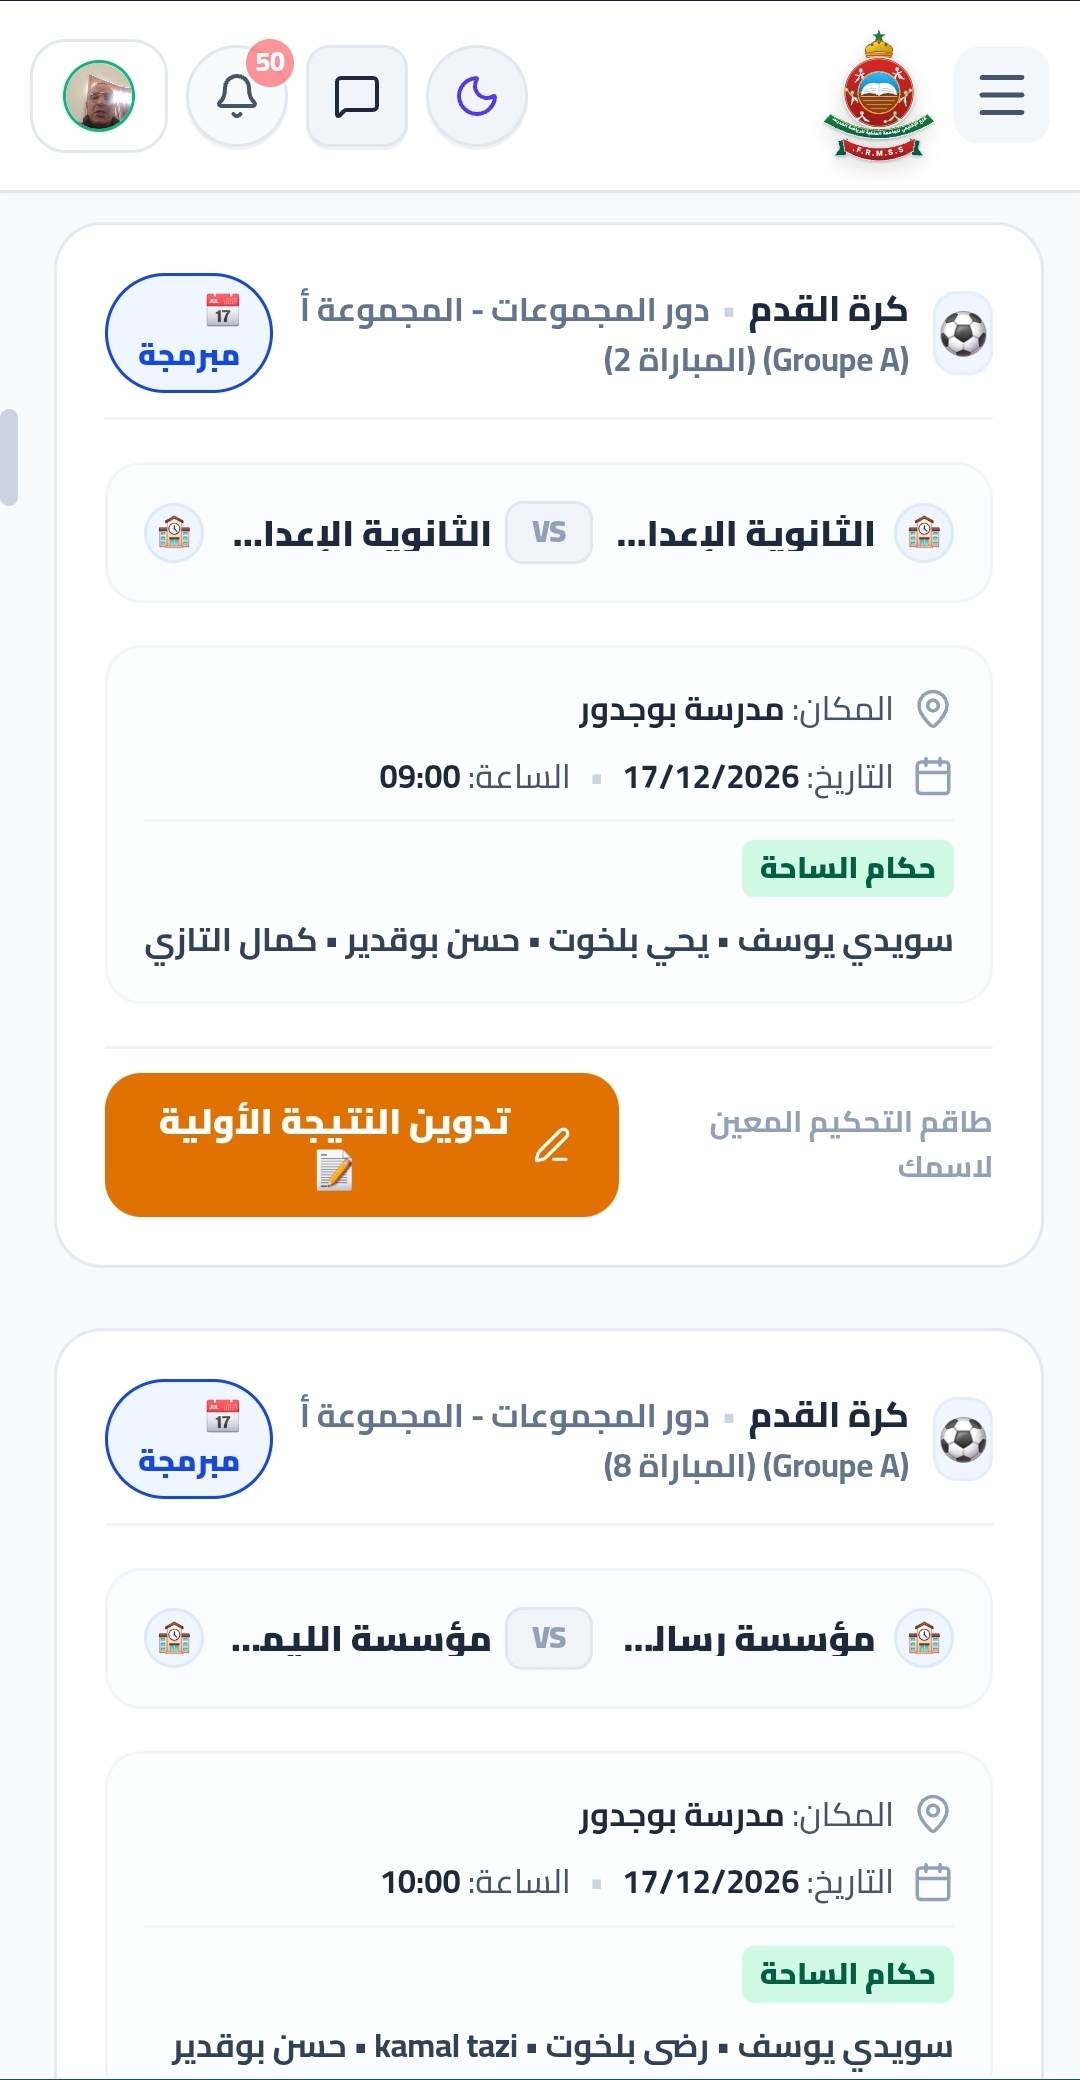 50
F.R.M.S.S.
كرة القدم ▪ دور المجموعات - المجموعة أ
(Groupe A) (المباراة 2)
17
مبرمجة
الثانوية الإعدا... VS الثانوية الإعدا...
المكان: مدرسة بوجدور
التاريخ: 17/12/2026 ▪ الساعة: 09:00
حكام الساحة
سويدي يوسف ▪ يحي بلخوت ▪ حسن بوقدير ▪ كمال التازي
طاقم التحكيم المعين
لاسمك
تدوين النتيجة الأولية
كرة القدم ▪ دور المجموعات - المجموعة أ
(Groupe A) (المباراة 8)
17
مبرمجة
مؤسسة رسال... VS مؤسسة الليم...
المكان: مدرسة بوجدور
التاريخ: 17/12/2026 ▪ الساعة: 10:00
حكام الساحة
سويدي يوسف ▪ رضى بلخوت ▪ kamal tazi ▪ حسن بوقدير